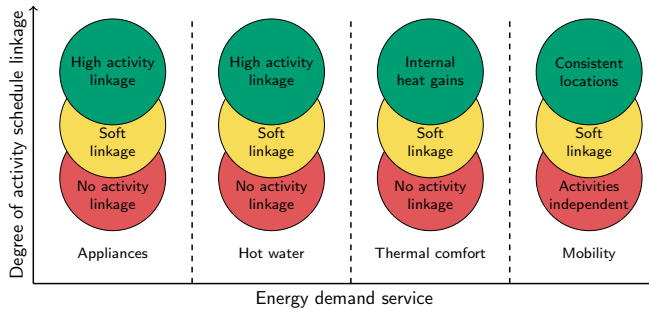 Degree of activity schedule linkage
High activity
linkage
Soft
linkage
No activity
linkage
Appliances
High activity
linkage
Soft
linkage
No activity
linkage
Hot water
Internal
heat gains
Soft
linkage
No activity
linkage
Thermal comfort
Consistent
locations
Soft
linkage
Activities
independent
Mobility
Energy demand service